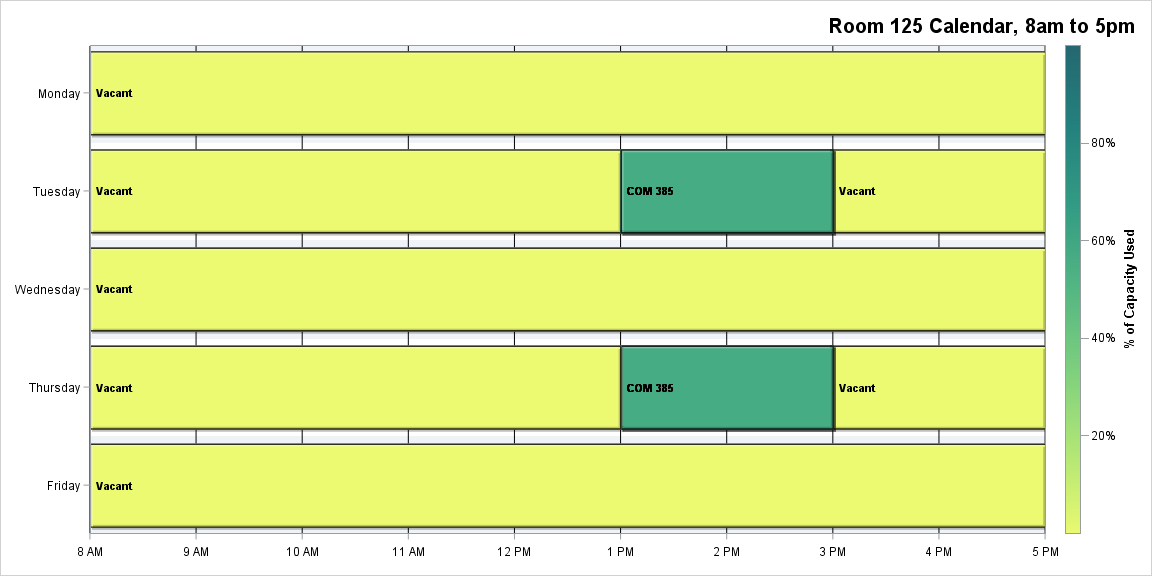 Room 125 Calendar, 8am to 5pm
Monday
Vacant
Tuesday
Vacant
COM 385
Vacant
Wednesday
Vacant
Thursday
Vacant
COM 385
Vacant
Friday
Vacant
8 AM
9 AM
10 AM
11 AM
12 PM
1 PM
2 PM
3 PM
4 PM
5 PM
80%
60%
40%
20%
% of Capacity Used